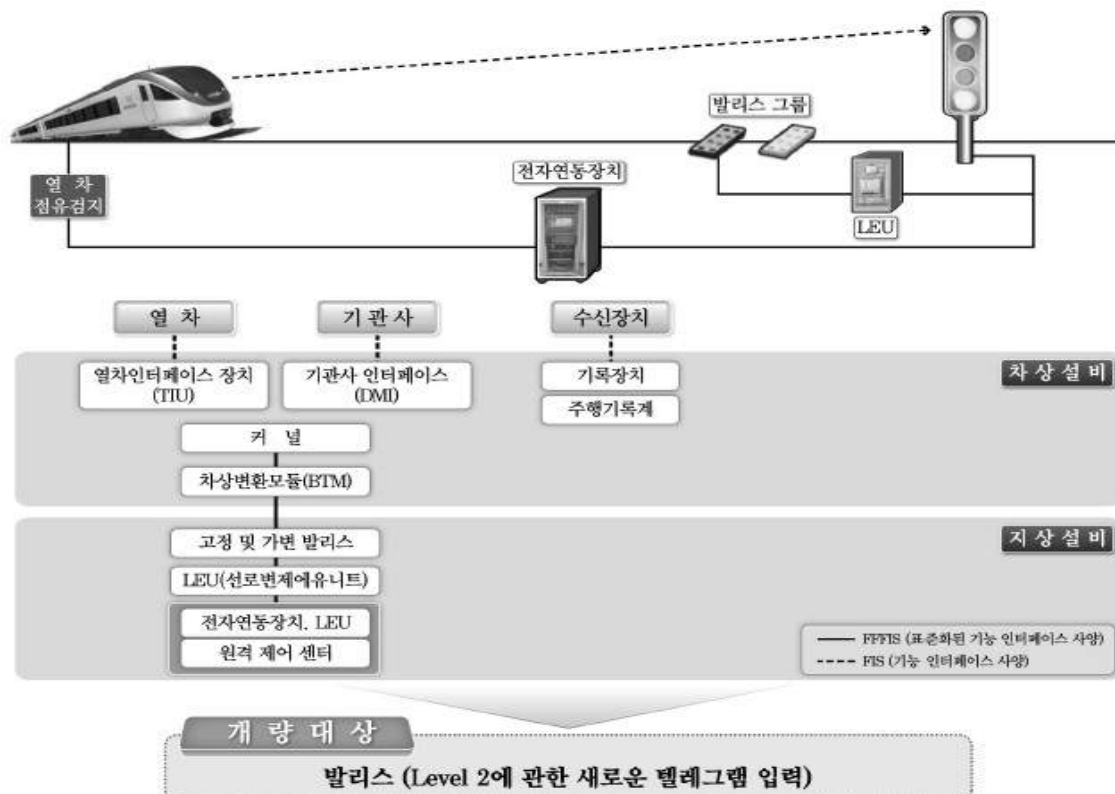 발리스 그룹
전자연동장치
열 차
점유검지
LEU
열 차
기 관 사
수신장치
차 상 설 비
열차인터페이스 장치
(TIU)
기관사 인터페이스
(DMI)
기록장치
주행기록계
커 널
차상변환모듈(BTM)
지 상 설 비
고정 및 가변 발리스
LEU(선로변제어유니트)
전자연동장치, LEU
원격 제어 센터
FFFIS (표준화된 기능 인터페이스 사양)
FIS (기능 인터페이스 사양)
개 량 대 상
발리스 (Level 2에 관한 새로운 텔레그램 입력)